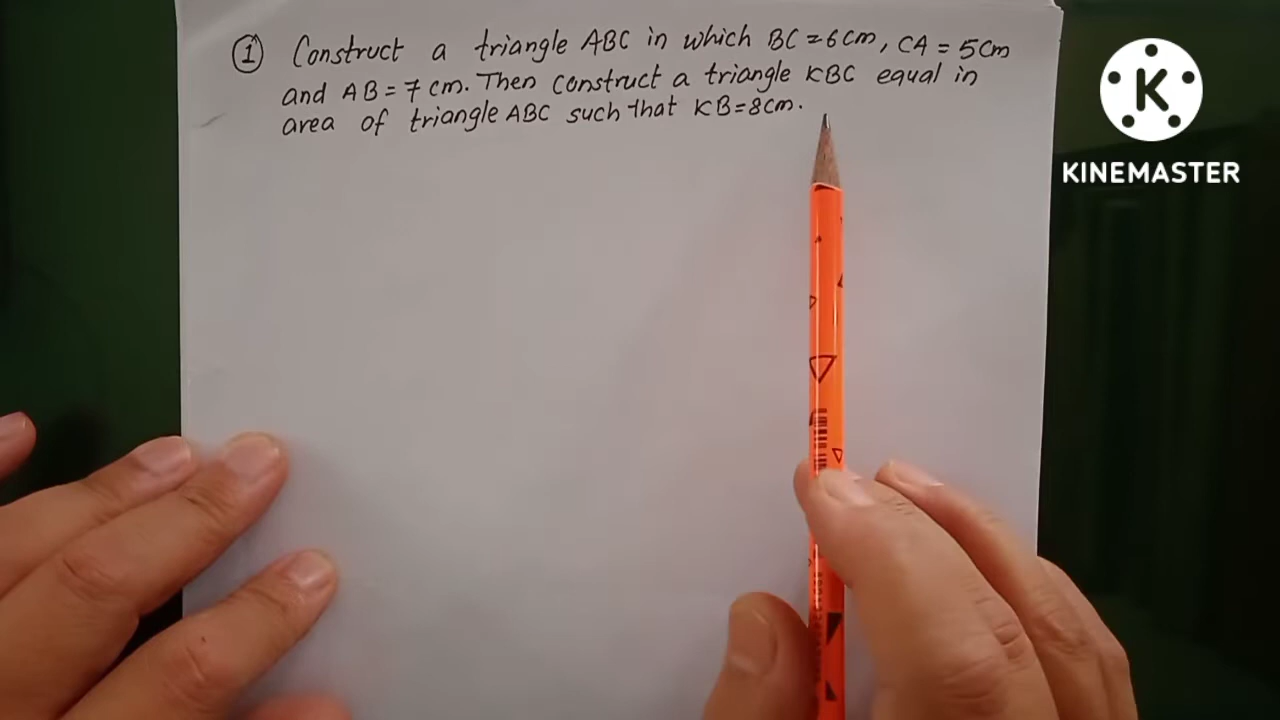 ① Construct a triangle ABC in which BC = 6cm, CA = 5cm
and AB = 7 cm. Then construct a triangle KBC equal in
area of triangle ABC such that KB = 8cm.
K
KINEMASTER